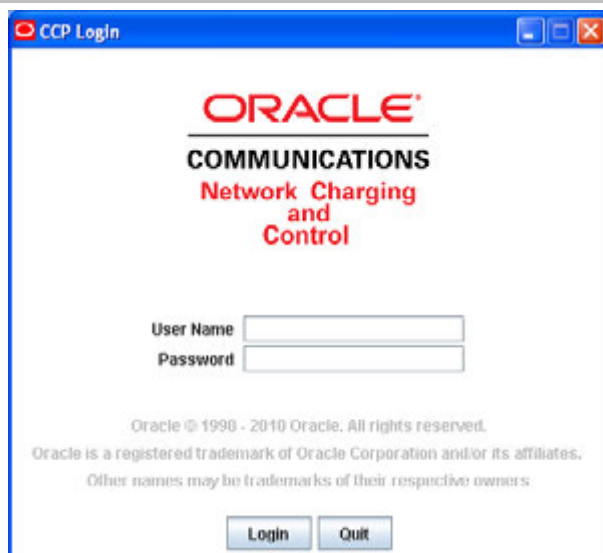 CCP Login
ORACLE
COMMUNICATIONS
Network Charging
and
Control
User Name
Password
Oracle © 1990 - 2010 Oracle. All rights reserved.
Oracle is a registered trademark of Oracle Corporation and/or its affiliates.
Other names may be trademarks of their respective owners
Login Quit